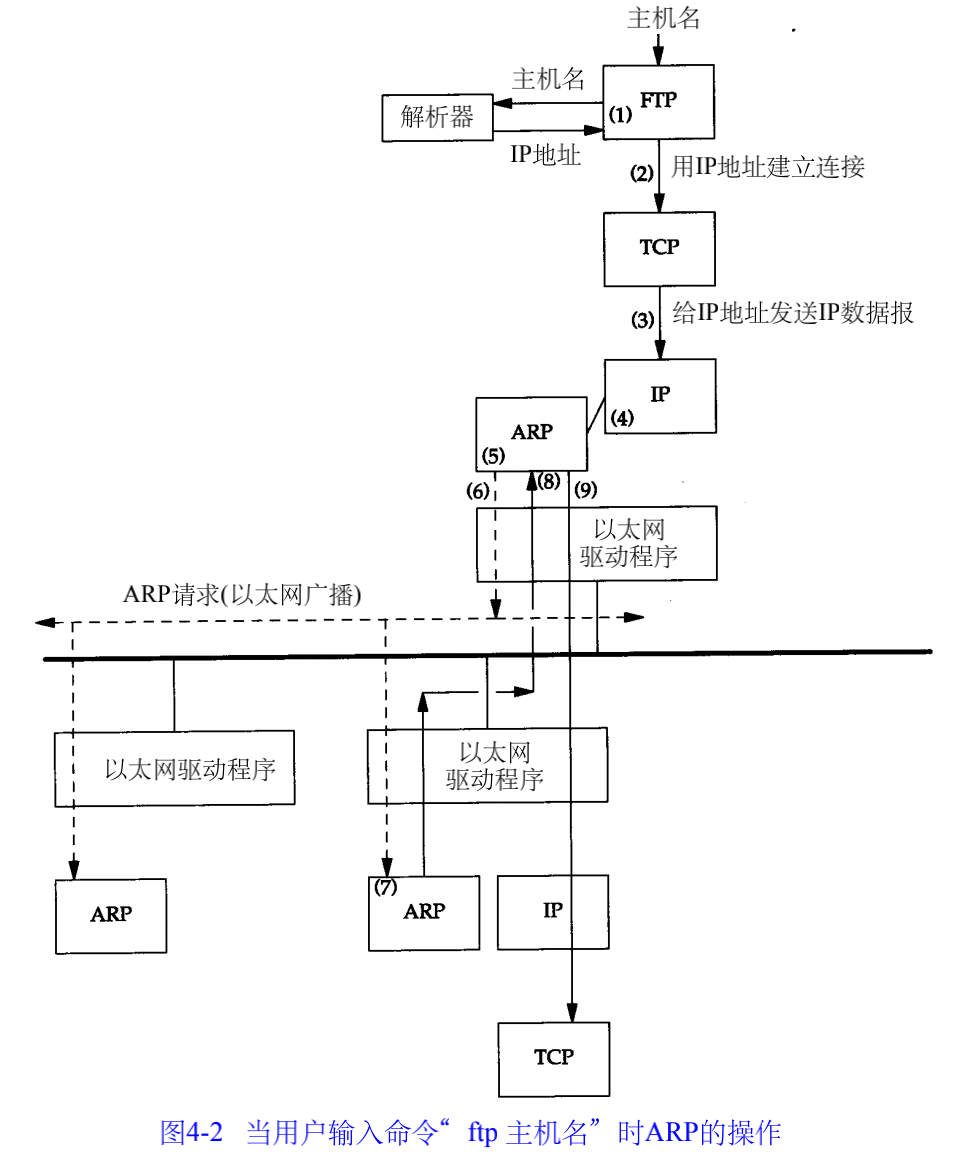 主机名
主机名
FTP
(1)
解析器
IP地址
(2)
用IP地址建立连接
TCP
(3)
给IP地址发送IP数据报
IP
(4)
ARP
(5)
(6)
(8)
(9)
以太网
驱动程序
ARP请求(以太网广播)
以太网驱动程序
以太网
驱动程序
(7)
ARP
ARP
IP
TCP
图4-2 当用户输入命令“ftp 主机名”时ARP的操作